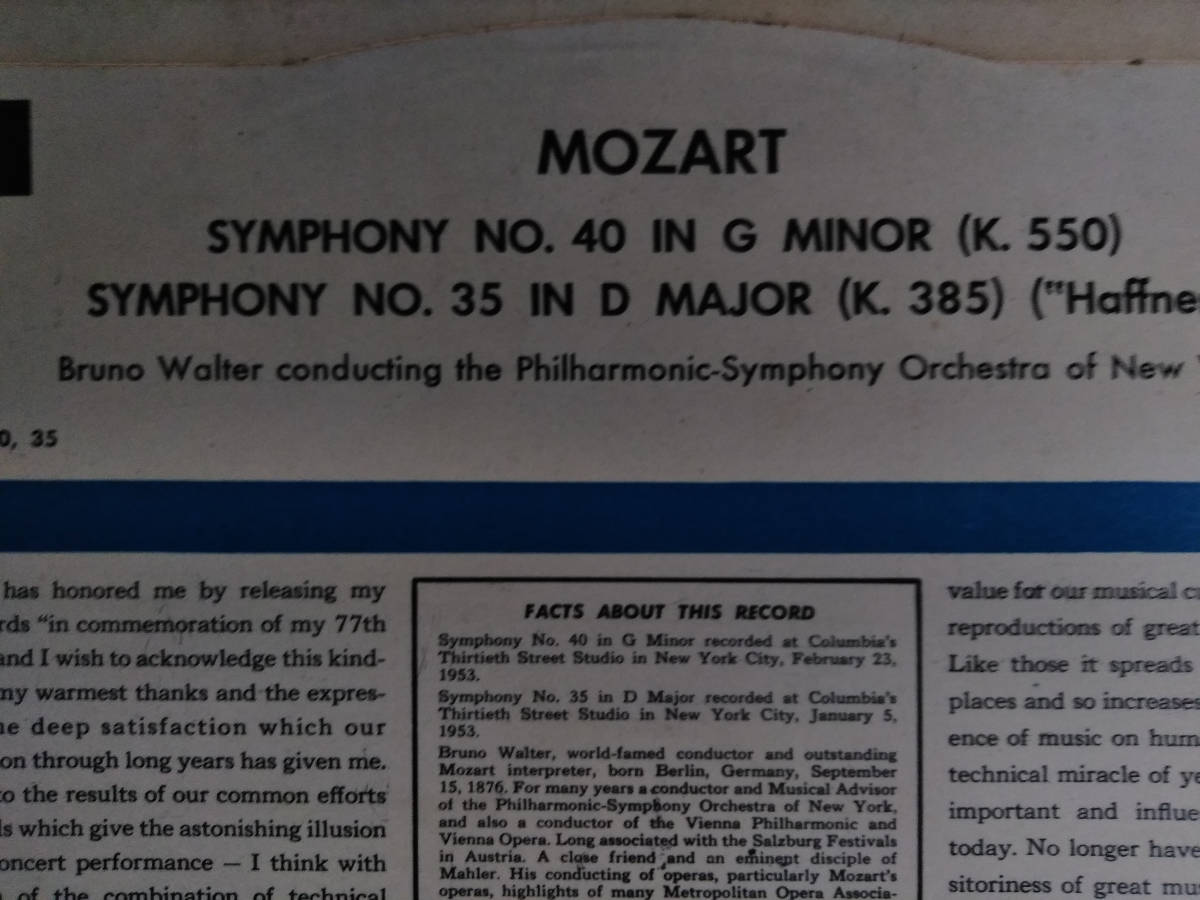 MOZART
SYMPHONY NO. 40 IN G MINOR (K. 550)
SYMPHONY NO. 35 IN D MAJOR (K. 385) ("Haffne
Bruno Walter conducting the Philharmonic-Symphony Orchestra of New
0, 35
has honored me by releasing my
rds "in commemoration of my 77th
and I wish to acknowledge this kind-
my warmest thanks and the expres-
he deep satisfaction which our
on through long years has given me.
to the results of our common efforts
ls which give the astonishing illusion
oncert performance — I think with
of the combination of technical
FACTS ABOUT THIS RECORD
Symphony No. 40 in G Minor recorded at Columbia's
Thirtieth Street Studio in New York City, February 23,
1953.
Symphony No. 35 in D Major recorded at Columbia's
Thirtieth Street Studio in New York City, January 5,
1953.
Bruno Walter, world-famed conductor and outstanding
Mozart interpreter, born Berlin, Germany, September
15, 1876. For many years a conductor and Musical Advisor
of the Philharmonic-Symphony Orchestra of New York,
and also a conductor of the Vienna Philharmonic and
Vienna Opera. Long associated with the Salzburg Festivals
in Austria. A close friend and an eminent disciple of
Mahler. His conducting of operas, particularly Mozart's
operas, highlights of many Metropolitan Opera Associa-
value for our musical c
reproductions of great
Like those it spreads
places and so increases
ence of music on hum
technical miracle of ye
important and influe
today. No longer have
sitoriness of great mus